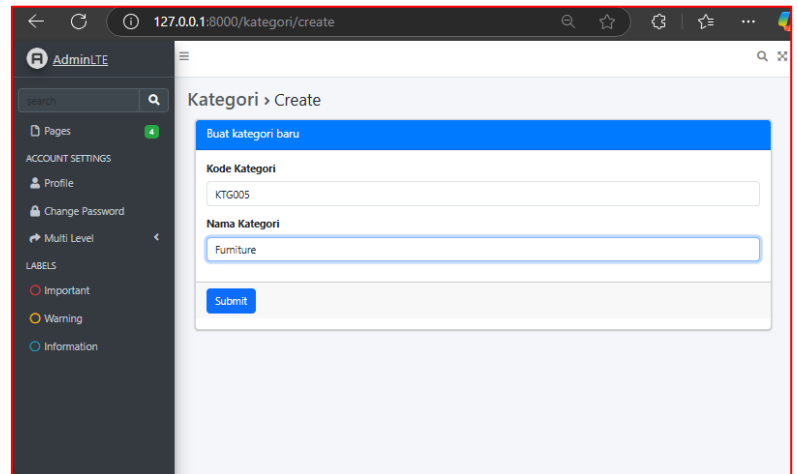 127.0.0.1:8000/kategori/create
AdminLTE
search
Pages 4
ACCOUNT SETTINGS
Profile
Change Password
Multi Level
LABELS
Important
Warning
Information
Kategori > Create
Buat kategori baru
Kode Kategori
KTG005
Nama Kategori
Furniture
Submit